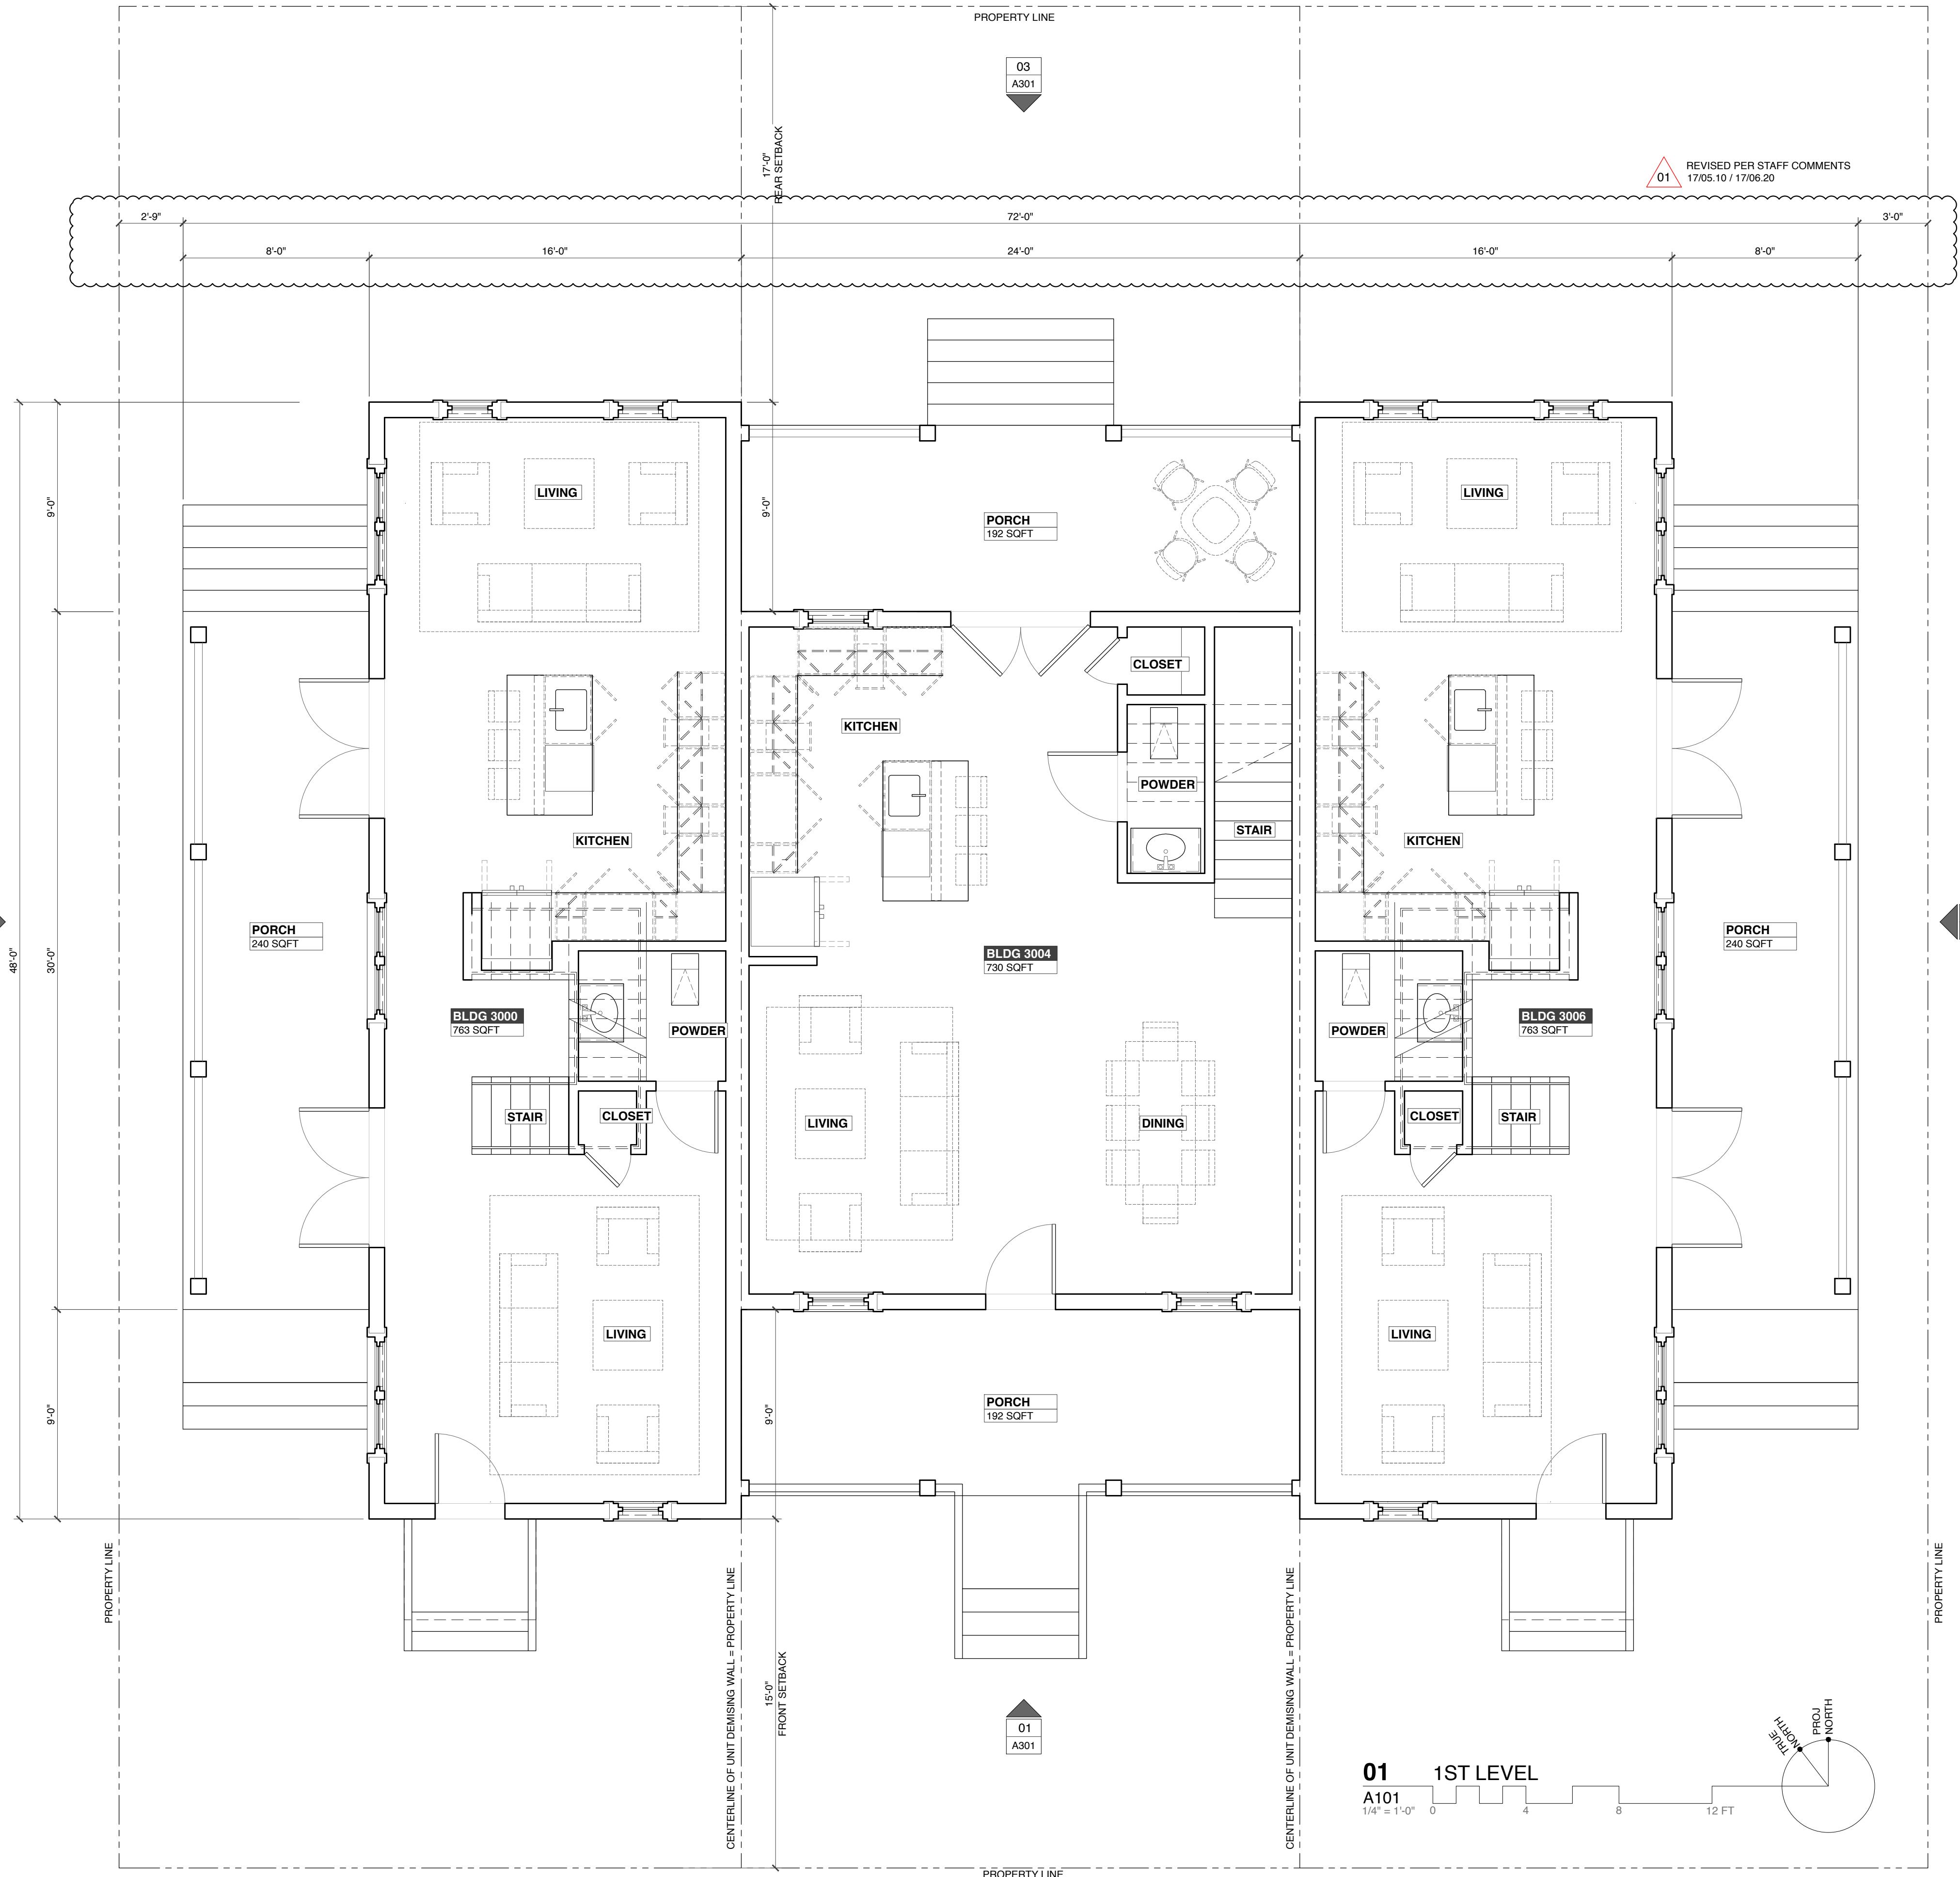 PROPERTY LINE
03
A301
17'-0"
REAR SETBACK
01
REVISED PER STAFF COMMENTS
17/05.10 / 17/06.20
2'-9"
72'-0"
3'-0"
8'-0"
16'-0"
24'-0"
16'-0"
8'-0"
48'-0"
9'-0"
30'-0"
9'-0"
9'-0"
9'-0"
LIVING
PORCH
192 SQFT
LIVING
CLOSET
KITCHEN
POWDER
STAIR
KITCHEN
KITCHEN
PORCH
240 SQFT
BLDG 3004
730 SQFT
PORCH
240 SQFT
BLDG 3000
763 SQFT
POWDER
POWDER
BLDG 3006
763 SQFT
STAIR
CLOSET
LIVING
DINING
CLOSET
STAIR
LIVING
LIVING
PORCH
192 SQFT
PROPERTY LINE
CENTERLINE OF UNIT DEMISING WALL = PROPERTY LINE
15'-0"
FRONT SETBACK
CENTERLINE OF UNIT DEMISING WALL = PROPERTY LINE
PROPERTY LINE
01
A301
TRUE
NORTH
PROJ
NORTH
01 1ST LEVEL
A101
1/4" = 1'-0" 0 4 8 12 FT
PROPERTY LINE